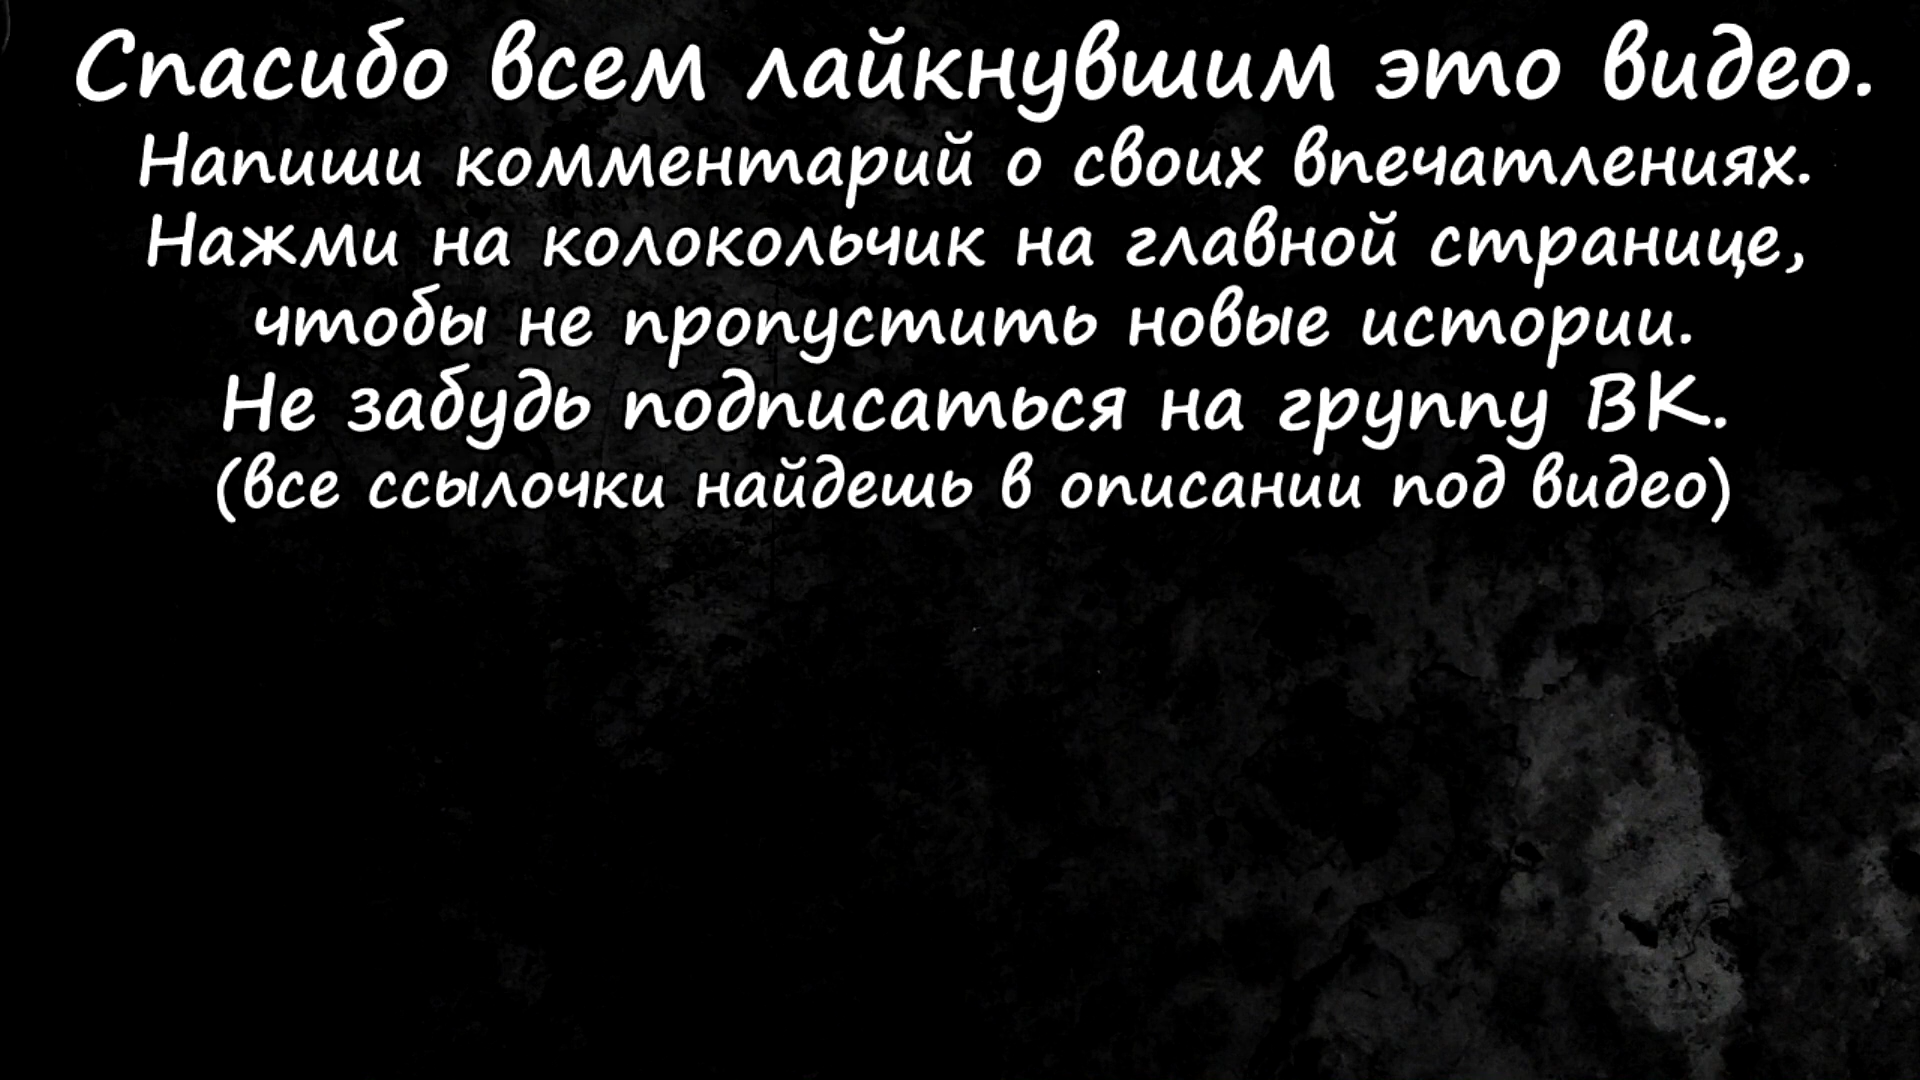 Спасибо всем лайкнувшим это видео.
Напиши комментарий о своих впечатлениях.
Нажми на колокольчик на главной странице,
чтобы не пропустить новые истории.
Не забудь подписаться на группу ВК.
(все ссылочки найдешь в описании под видео)